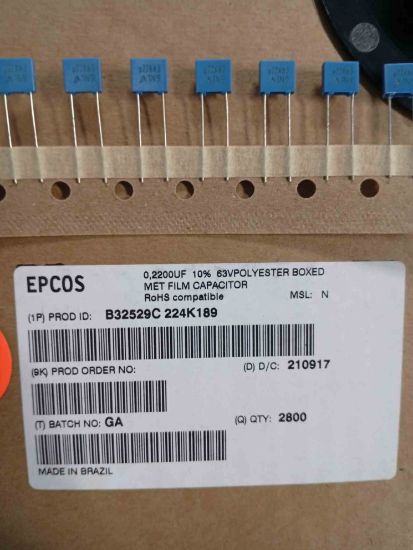 EPCOS
0,2200UF 10% 63VPOLYESTER BOXED
MET FILM CAPACITOR
RoHS compatible
MSL: N
(1P) PROD ID: B32529C 224K189
(9K) PROD ORDER NO:
(D) D/C: 210917
(T) BATCH NO: GA
(Q) QTY: 2800
MADE IN BRAZIL